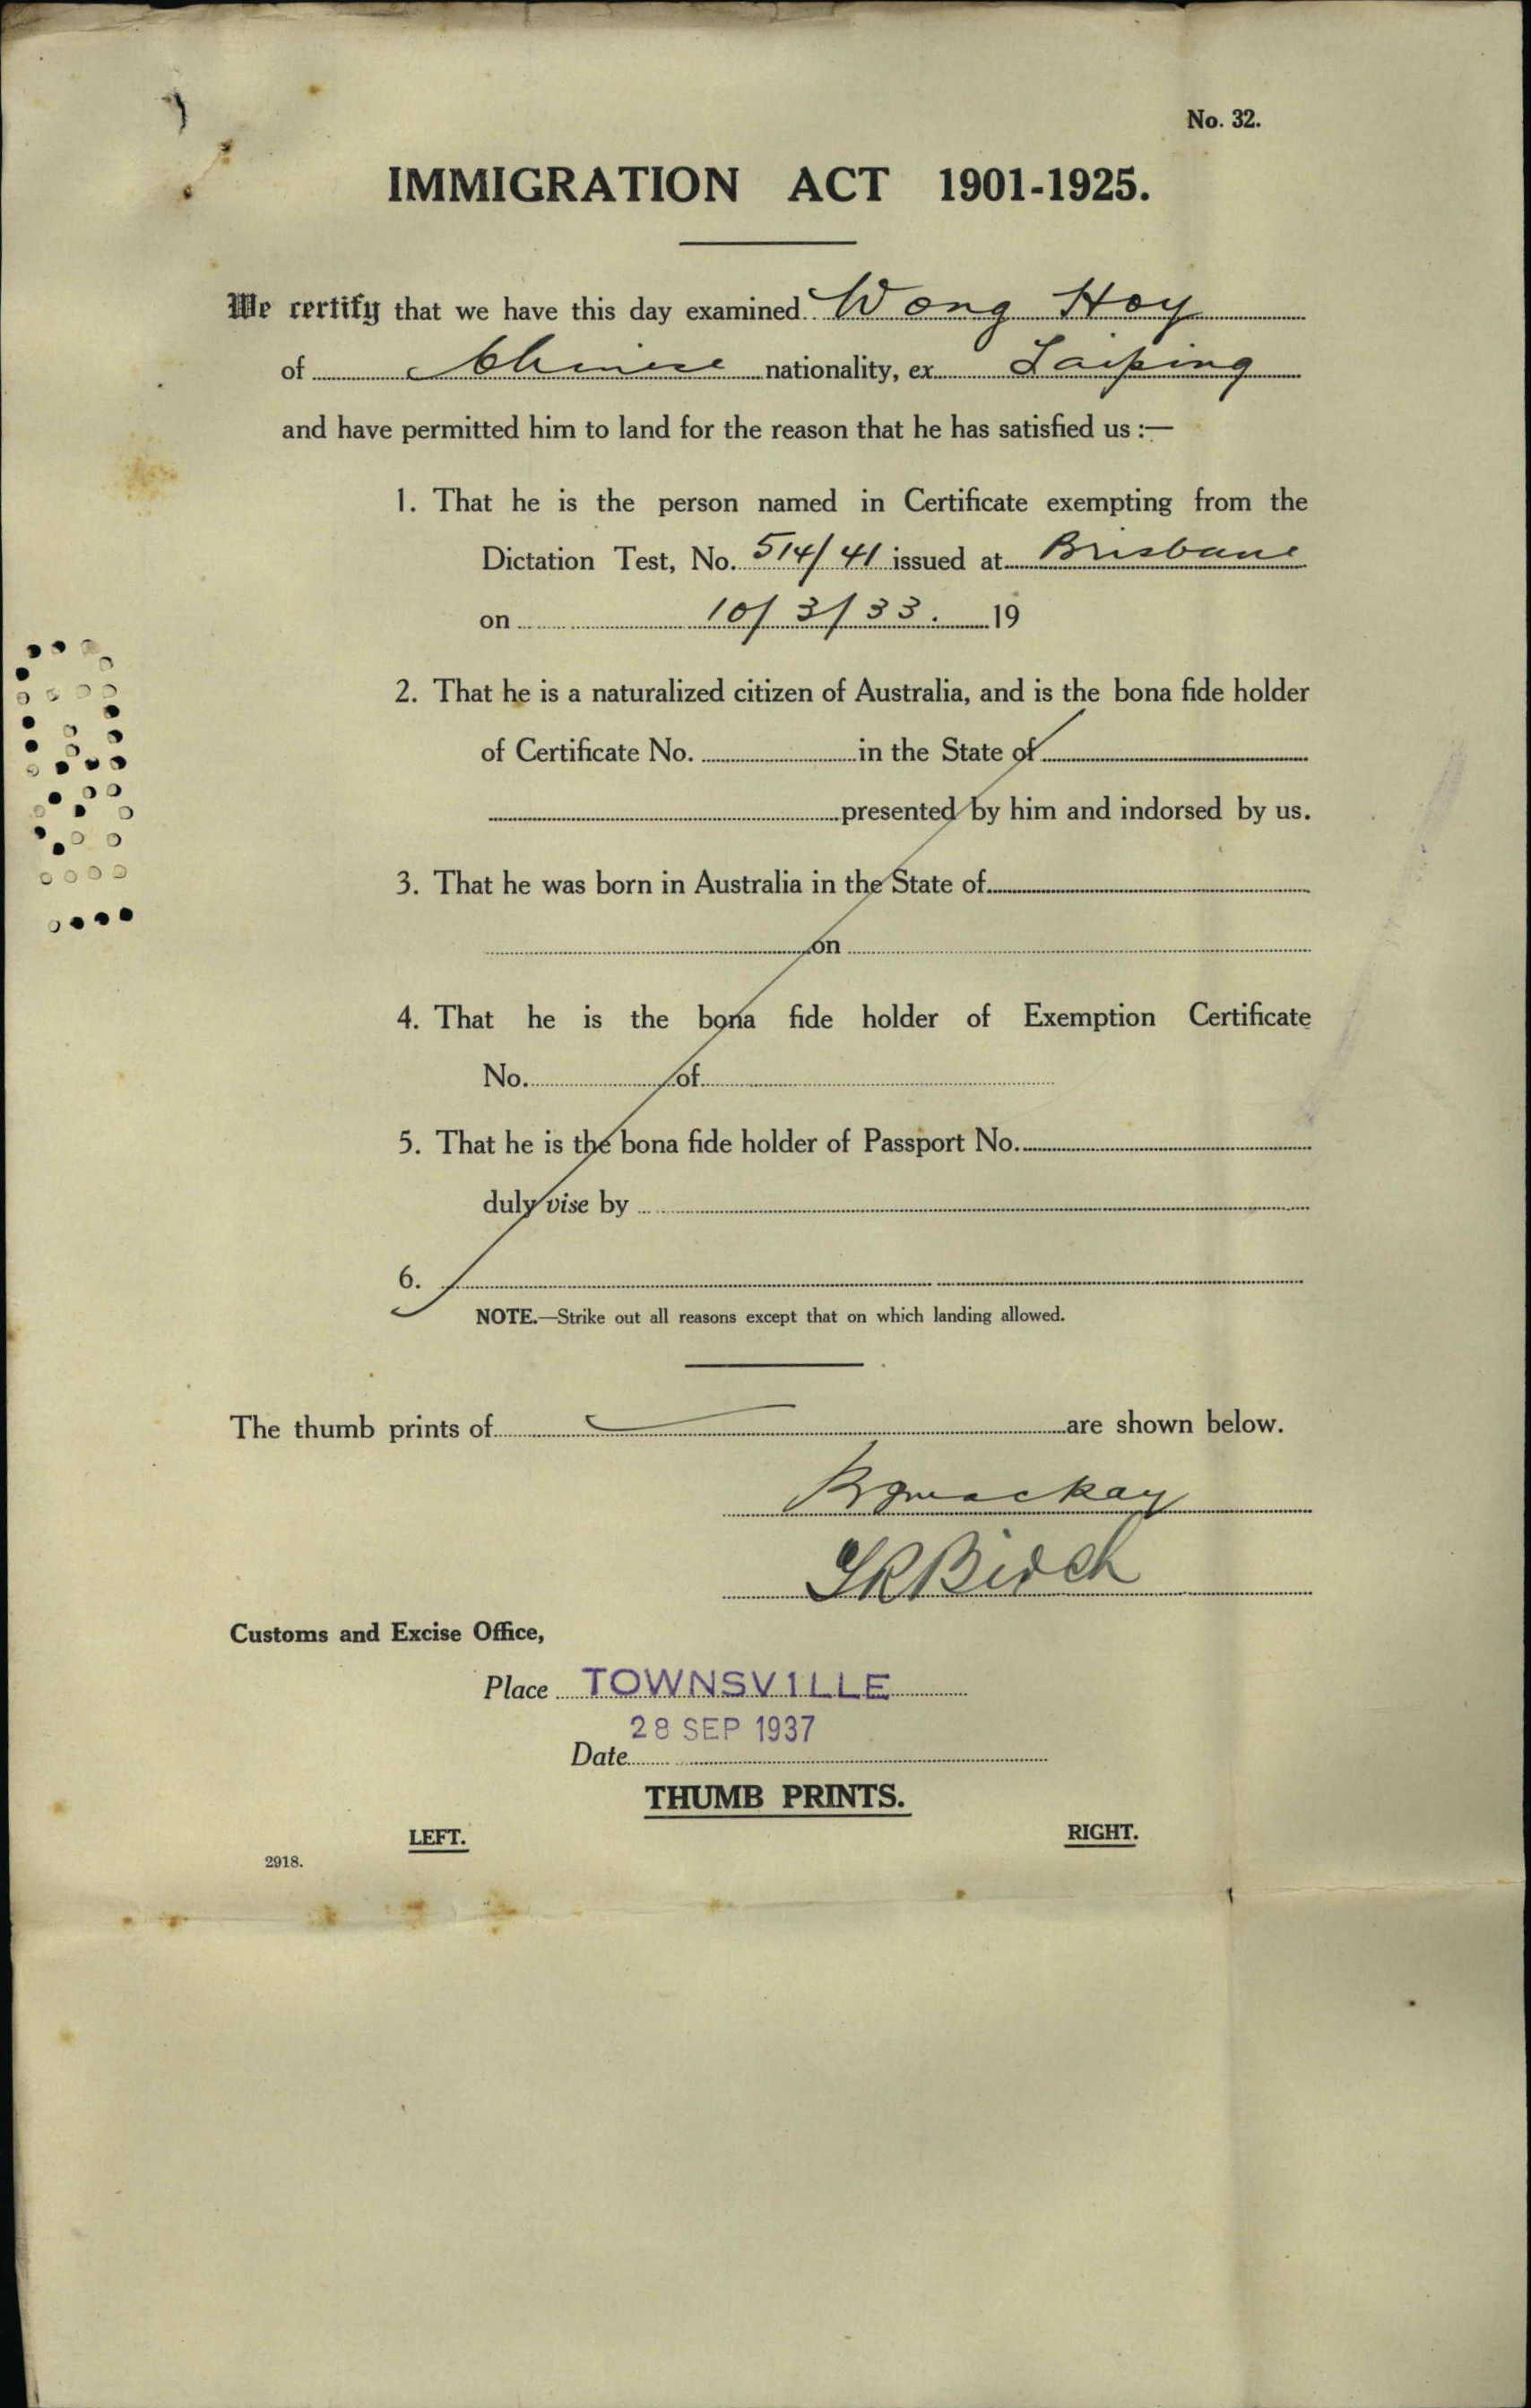 No. 32.
IMMIGRATION ACT 1901-1925.
We certify that we have this day examined Wong Hoy
of Chinese nationality, ex Taiping
and have permitted him to land for the reason that he has satisfied us :—
1. That he is the person named in Certificate exempting from the
Dictation Test, No. 514/41 issued at Brisbane
on 10/3/33. 19
2. That he is a naturalized citizen of Australia, and is the bona fide holder
of Certificate No. in the State of
presented by him and indorsed by us.
3. That he was born in Australia in the State of
on
4. That he is the bona fide holder of Exemption Certificate
No. of
5. That he is the bona fide holder of Passport No.
duly vise by
6.
NOTE.—Strike out all reasons except that on which landing allowed.
The thumb prints of are shown below.
Mackay
Birch
Customs and Excise Office,
Place TOWNSVILLE
28 SEP 1937
Date
THUMB PRINTS.
LEFT. RIGHT.
2918.